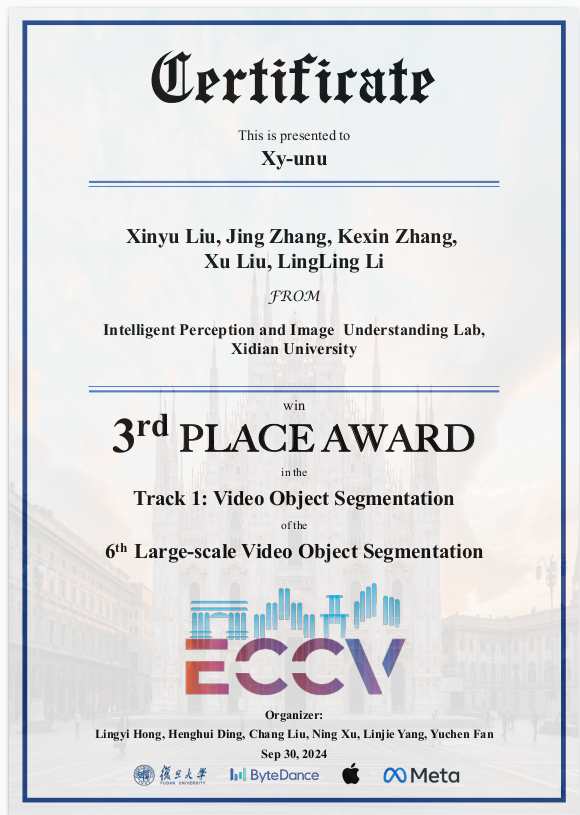 Certificate
This is presented to
Xy-unu
Xinyu Liu, Jing Zhang, Kexin Zhang,
Xu Liu, LingLing Li
FROM
Intelligent Perception and Image Understanding Lab,
Xidian University
win
3rd PLACE AWARD
in the
Track 1: Video Object Segmentation
of the
6th Large-scale Video Object Segmentation
ECCV
Organizer:
Lingyi Hong, Henghui Ding, Chang Liu, Ning Xu, Linjie Yang, Yuchen Fan
Sep 30, 2024
復旦大學 ByteDance Meta
FUDAN UNIVERSITY